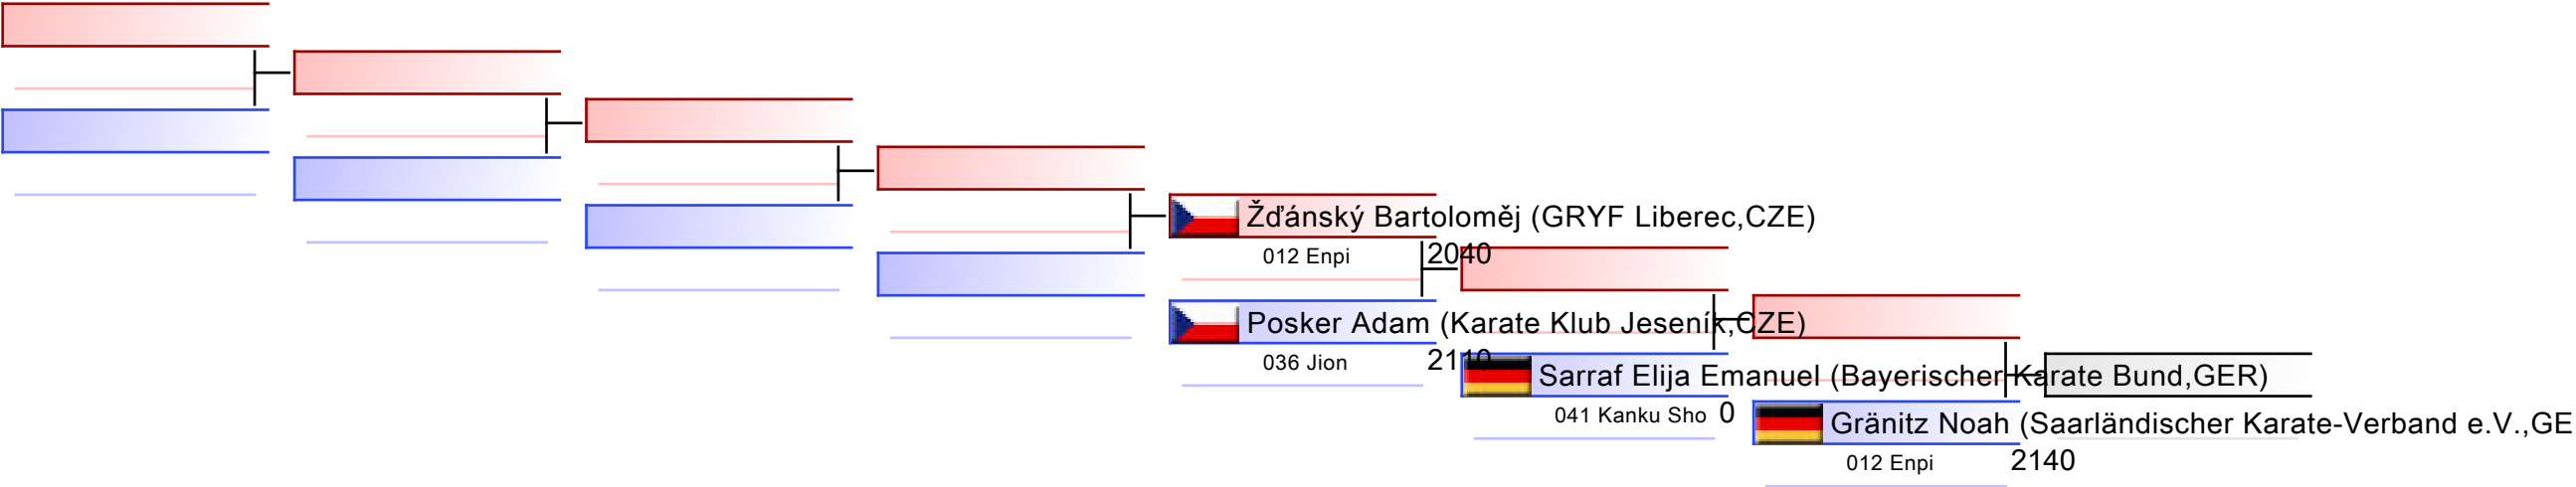 Žďánský Bartoloměj (GRYF Liberec,CZE)
012 Enpi 2040
Posker Adam (Karate Klub Jeseník,CZE)
036 Jion 2110
Sarraf Elija Emanuel (Bayerischer Karate Bund,GER)
041 Kanku Sho 0
Gränitz Noah (Saarländischer Karate-Verband e.V.,GE
012 Enpi 2140